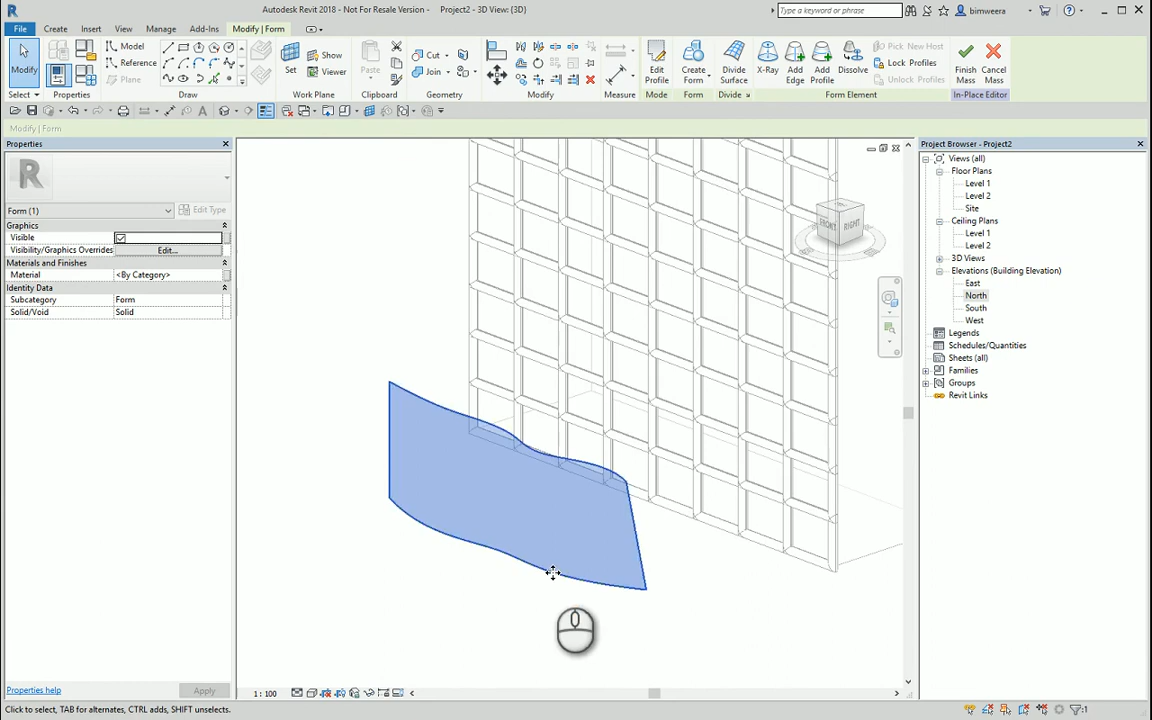 Autodesk Revit 2018 - Not For Resale Version - Project2 - 3D View: {3D}
Type a keyword or phrase
bimweera
File Create Insert View Manage Add-Ins Modify | Form
Modify
Model
Reference
Plane
Set
Show
Viewer
Paste
Cut
Join
Edit Profile
Create Form
Divide Surface
X-Ray
Add Edge
Add Profile
Dissolve
Pick New Host
Lock Profiles
Unlock Profiles
Finish Mass
Cancel Mass
Select Properties Draw Work Plane Clipboard Geometry Modify Measure Mode Form Divide Form Element In-Place Editor
Modify | Form
Properties
Form (1)
Edit Type
Graphics
Visible
Visibility/Graphics Overrides Edit...
Materials and Finishes
Material <By Category>
Identity Data
Subcategory Form
Solid/Void Solid
Properties help
Apply
FRONT RIGHT
Project Browser - Project2
Views (all)
Floor Plans
Level 1
Level 2
Site
Ceiling Plans
Level 1
Level 2
3D Views
Elevations (Building Elevation)
East
North
South
West
Legends
Schedules/Quantities
Sheets (all)
Families
Groups
Revit Links
1 : 100
Click to select, TAB for alternates, CTRL adds, SHIFT unselects.
:1